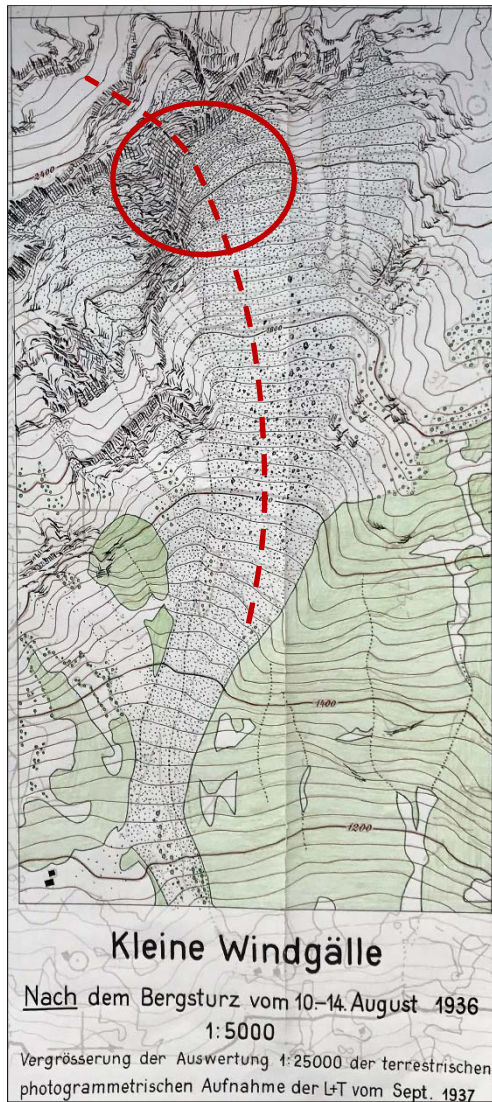 2400
1800
1600
1400
1200
Kleine Windgälle
Nach dem Bergsturz vom 10.–14. August 1936
1:5000
Vergrösserung der Auswertung 1:25000 der terrestrischen
photogrammetrischen Aufnahme der L+T vom Sept. 1937